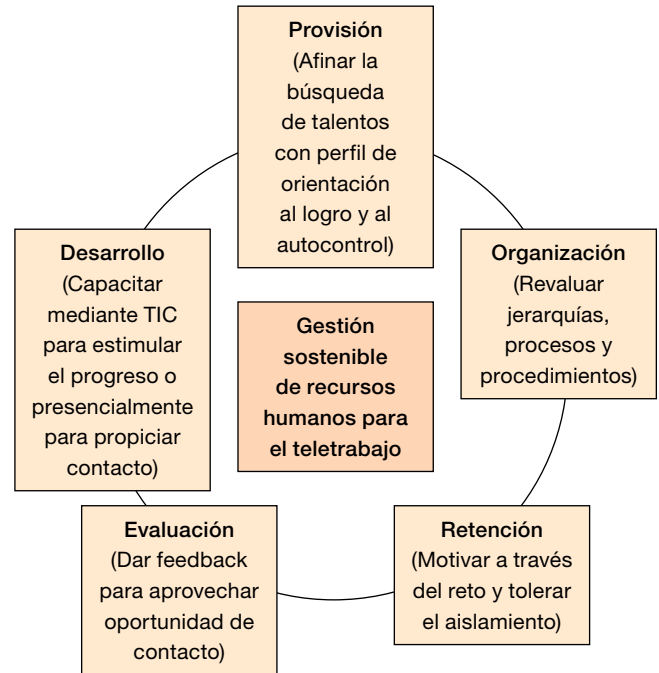 Provisión
(Afinar la
búsqueda
de talentos
con perfil de
orientación
al logro y al
autocontrol)
Organización
(Revaluar
jerarquías,
procesos y
procedimientos)
Retención
(Motivar a través
del reto y tolerar
el aislamiento)
Evaluación
(Dar feedback
para aprovechar
oportunidad de
contacto)
Desarrollo
(Capacitar
mediante TIC
para estimular
el progreso o
presencialmente
para propiciar
contacto)
Gestión
sostenible
de recursos
humanos para
el teletrabajo